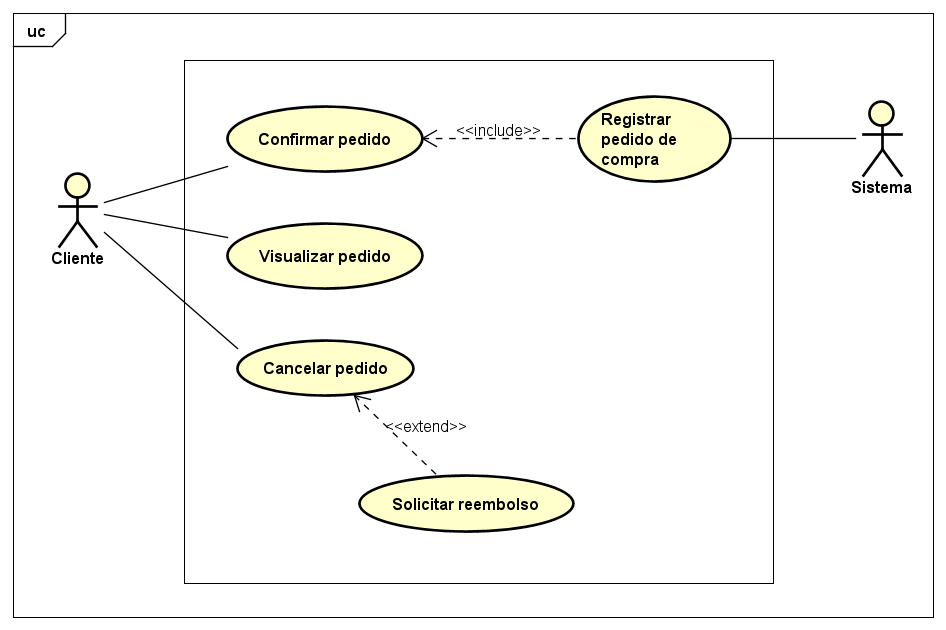 uc
Confirmar pedido
<<include>>
Registrar
pedido de
compra
Sistema
Cliente
Visualizar pedido
Cancelar pedido
<<extend>>
Solicitar reembolso